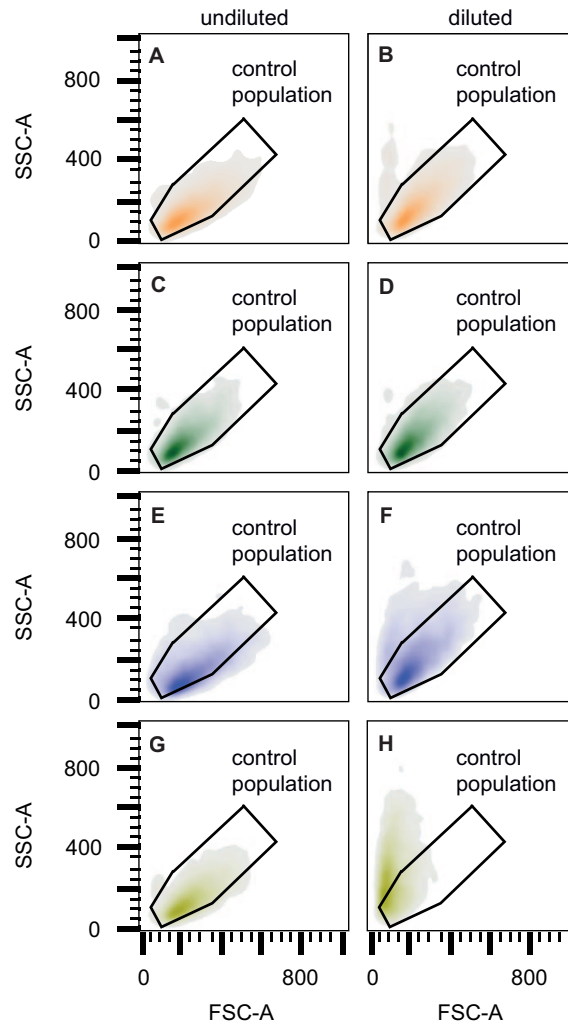 undiluted diluted
A B
control population control population
800
400
0
SSC-A
C D
control population control population
800
400
0
SSC-A
E F
control population control population
800
400
0
SSC-A
G H
control population control population
800
400
0
SSC-A
0 800 0 800
FSC-A FSC-A